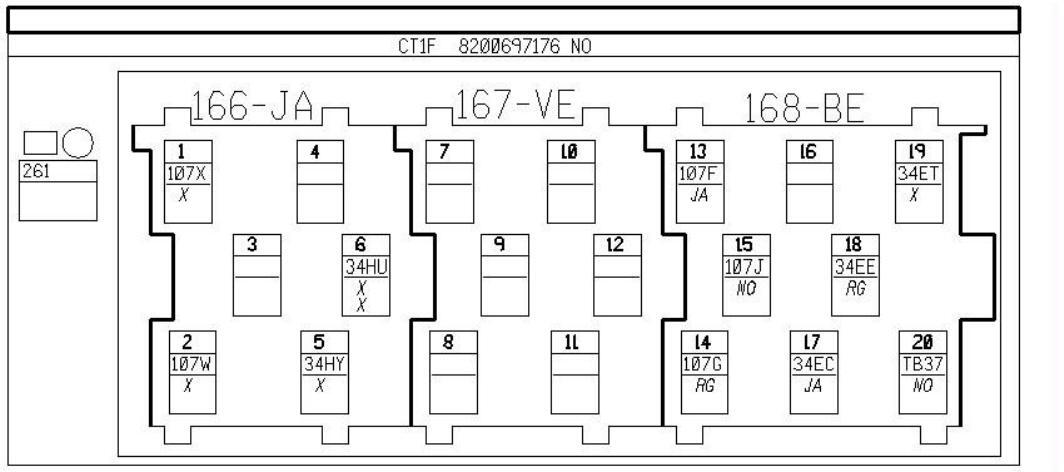 CT1F 8200697176 NO
166-JA 167-VE 168-BE
261
1
107X
X
4
7
10
13
107F
JA
16
19
34ET
X
3
6
34HU
X
X
9
12
15
107J
NO
18
34EE
RG
2
107W
X
5
34HY
X
8
11
14
107G
RG
17
34EC
JA
20
TB37
NO